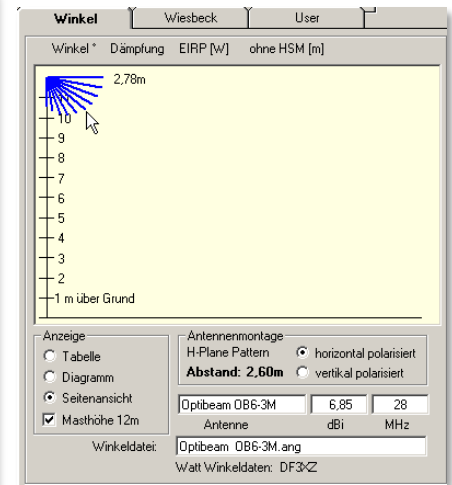 Winkel Wiesbeck User
Winkel ° Dämpfung EIRP [W] ohne HSM [m]
2,78m
10
9
8
7
6
5
4
3
2
1 m über Grund
Anzeige
Tabelle
Diagramm
Seitenansicht
Masthöhe 12m
Antennenmontage
H-Plane Pattern horizontal polarisiert
Abstand: 2,60m vertikal polarisiert
Optibeam OB6-3M 6,85 28
Antenne dBi MHz
Winkeldatei: Optibeam OB6-3M.ang
Watt Winkeldaten: DF3XZ